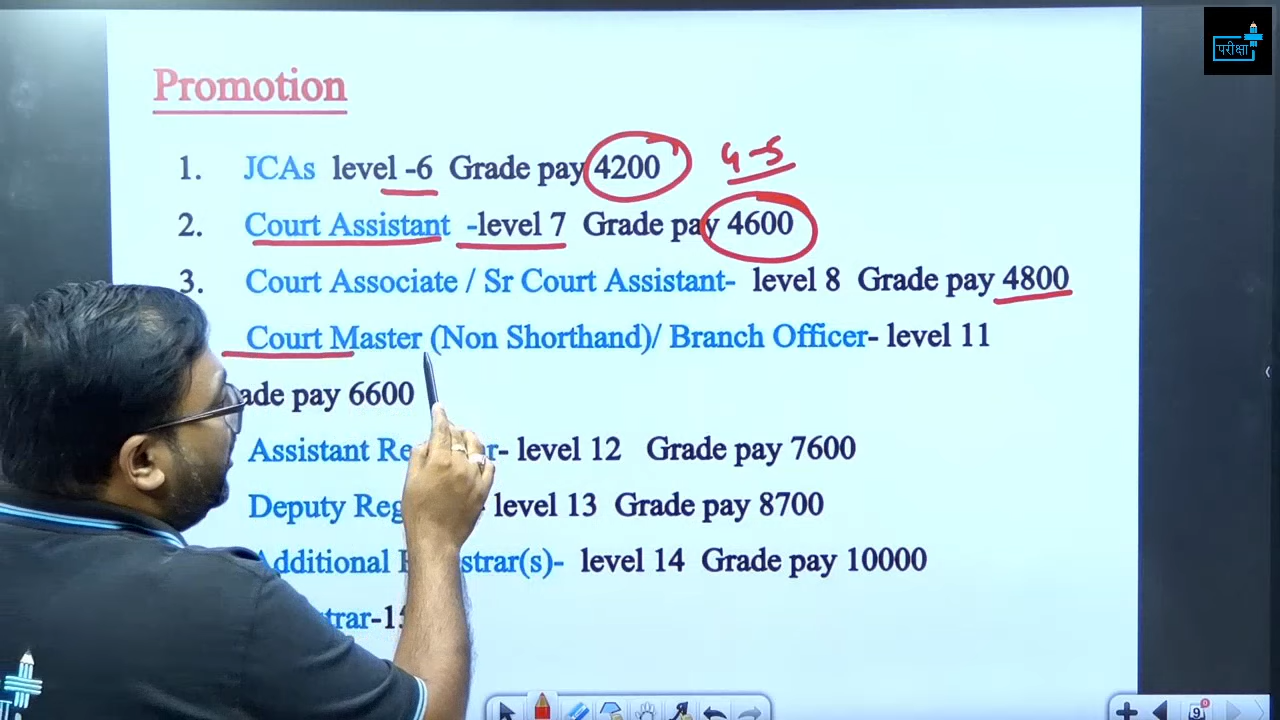 परीक्षा
Promotion
1. JCAs level -6 Grade pay 4200 4-5
2. Court Assistant -level 7 Grade pay 4600
3. Court Associate / Sr Court Assistant- level 8 Grade pay 4800
Court Master (Non Shorthand)/ Branch Officer- level 11
ade pay 6600
Assistant Re r- level 12 Grade pay 7600
Deputy Reg - level 13 Grade pay 8700
Additional strar(s)- level 14 Grade pay 10000
trar-15
9